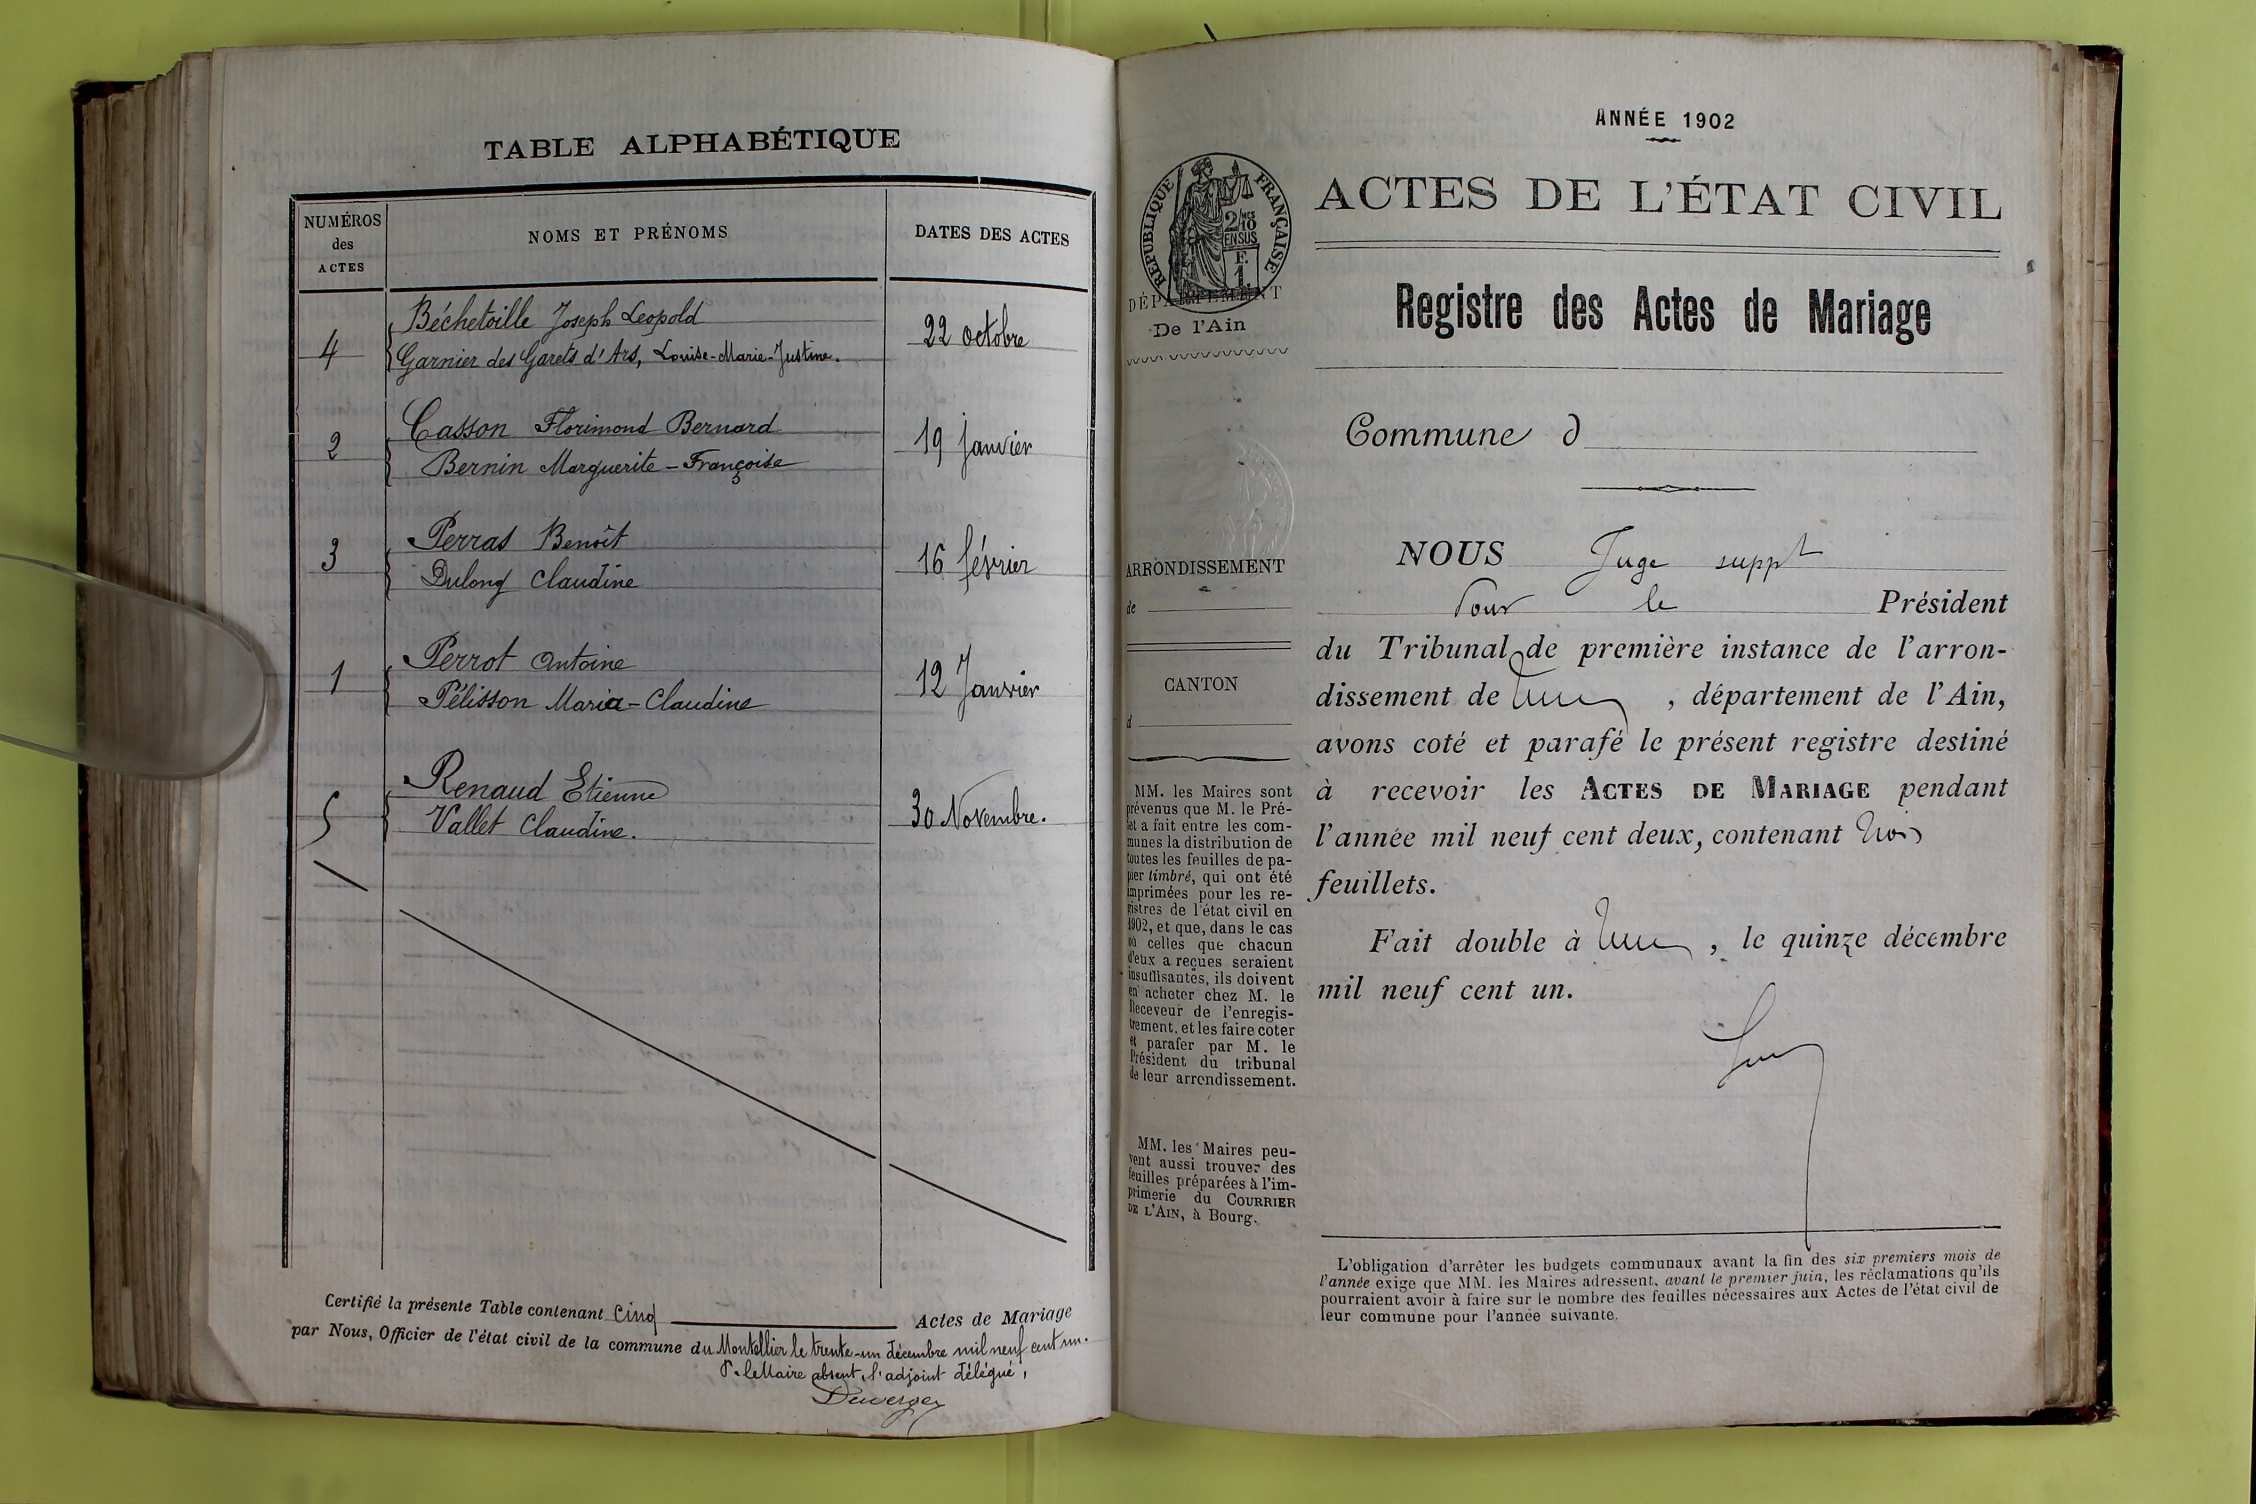 TABLE ALPHABÉTIQUE
NUMÉROS
des
ACTES
NOMS ET PRÉNOMS
DATES DES ACTES
Béchetoille Joseph Leopold
4
Garnier des Garets d'Ars, Louise-Marie-Justine.
22 octobre
Casson Florimond Bernard
2
Bernin Marguerite-Françoise
19 janvier
Perras Benoît
3
Dulong Claudine
16 février
Perrot Antoine
1
Pélisson Maria-Claudine
12 Janvier
Renaud Etienne
5
Vallet Claudine.
30 Novembre.
Certifié la présente Table contenant Cinq Actes de Mariage
par Nous, Officier de l'état civil de la commune du Montellier le trente-un décembre mil neuf cent un.
P. le Maire absent, l'adjoint délégué,
Duverger
ANNÉE 1902
ACTES DE L'ÉTAT CIVIL
RÉPUBLIQUE FRANÇAISE
2/10
EN SUS
F.
1
DÉPARTEMENT
De l'Ain
Registre des Actes de Mariage
Commune d
ARRONDISSEMENT
de
CANTON
d
MM. les Maires sont
prévenus que M. le Pré-
fet a fait entre les com-
munes la distribution de
toutes les feuilles de pa-
pier timbré, qui ont été
imprimées pour les re-
gistres de l'état civil en
1902, et que, dans le cas
où celles que chacun
d'eux a reçues seraient
insuffisantes, ils doivent
en acheter chez M. le
Receveur de l'enregis-
trement, et les faire coter
et parafer par M. le
Président du tribunal
de leur arrondissement.
MM. les Maires peu-
vent aussi trouver des
feuilles préparées à l'im-
primerie du COURRIER
DE L'AIN, à Bourg.
NOUS Juge suppt
Pour le Président
du Tribunal de première instance de l'arron-
dissement de , département de l'Ain,
avons coté et parafé le présent registre destiné
à recevoir les ACTES DE MARIAGE pendant
l'année mil neuf cent deux, contenant trois
feuillets.
Fait double à , le quinze décembre
mil neuf cent un.
L'obligation d'arrêter les budgets communaux avant la fin des six premiers mois de
l'année exige que MM. les Maires adressent, avant le premier juin, les réclamations qu'ils
pourraient avoir à faire sur le nombre des feuilles nécessaires aux Actes de l'état civil de
leur commune pour l'année suivante.